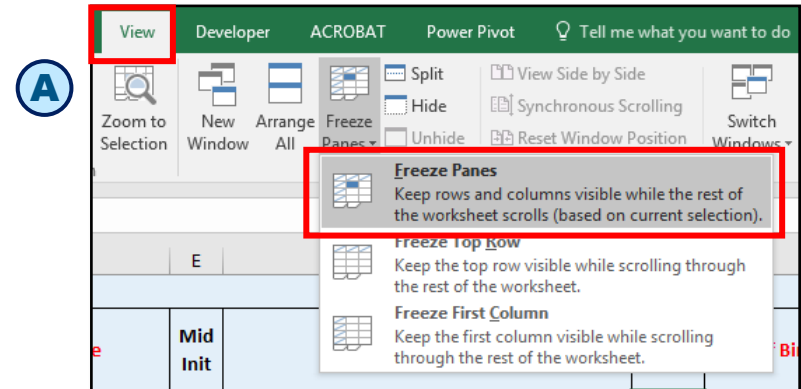 View Developer ACROBAT Power Pivot Tell me what you want to do
A
Split View Side by Side
Hide Synchronous Scrolling
Unhide Reset Window Position
Zoom to Selection
New Window
Arrange All
Freeze Panes
Switch Windows
Freeze Panes
Keep rows and columns visible while the rest of
the worksheet scrolls (based on current selection).
Freeze Top Row
Keep the top row visible while scrolling through
the rest of the worksheet.
Freeze First Column
Keep the first column visible while scrolling
through the rest of the worksheet.
E
Mid
Init